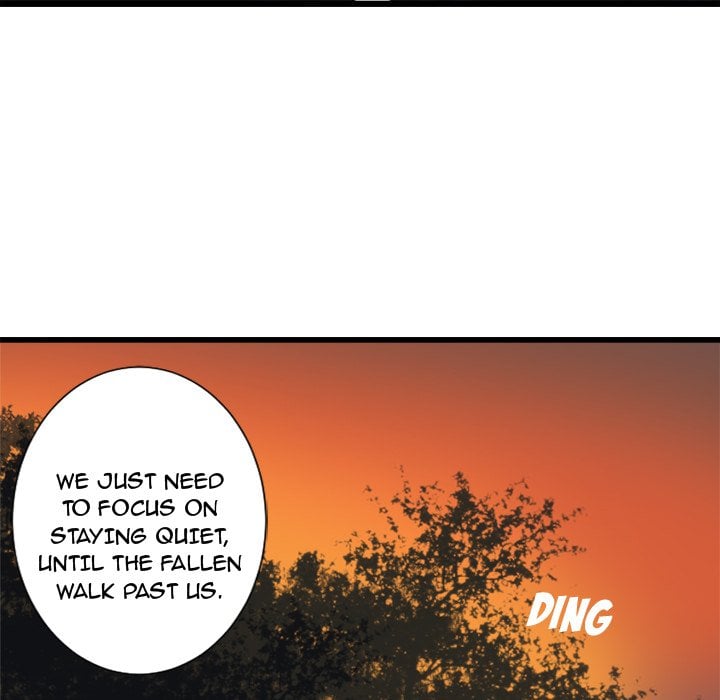 WE JUST NEED
TO FOCUS ON
STAYING QUIET,
UNTIL THE FALLEN
WALK PAST US.
DING